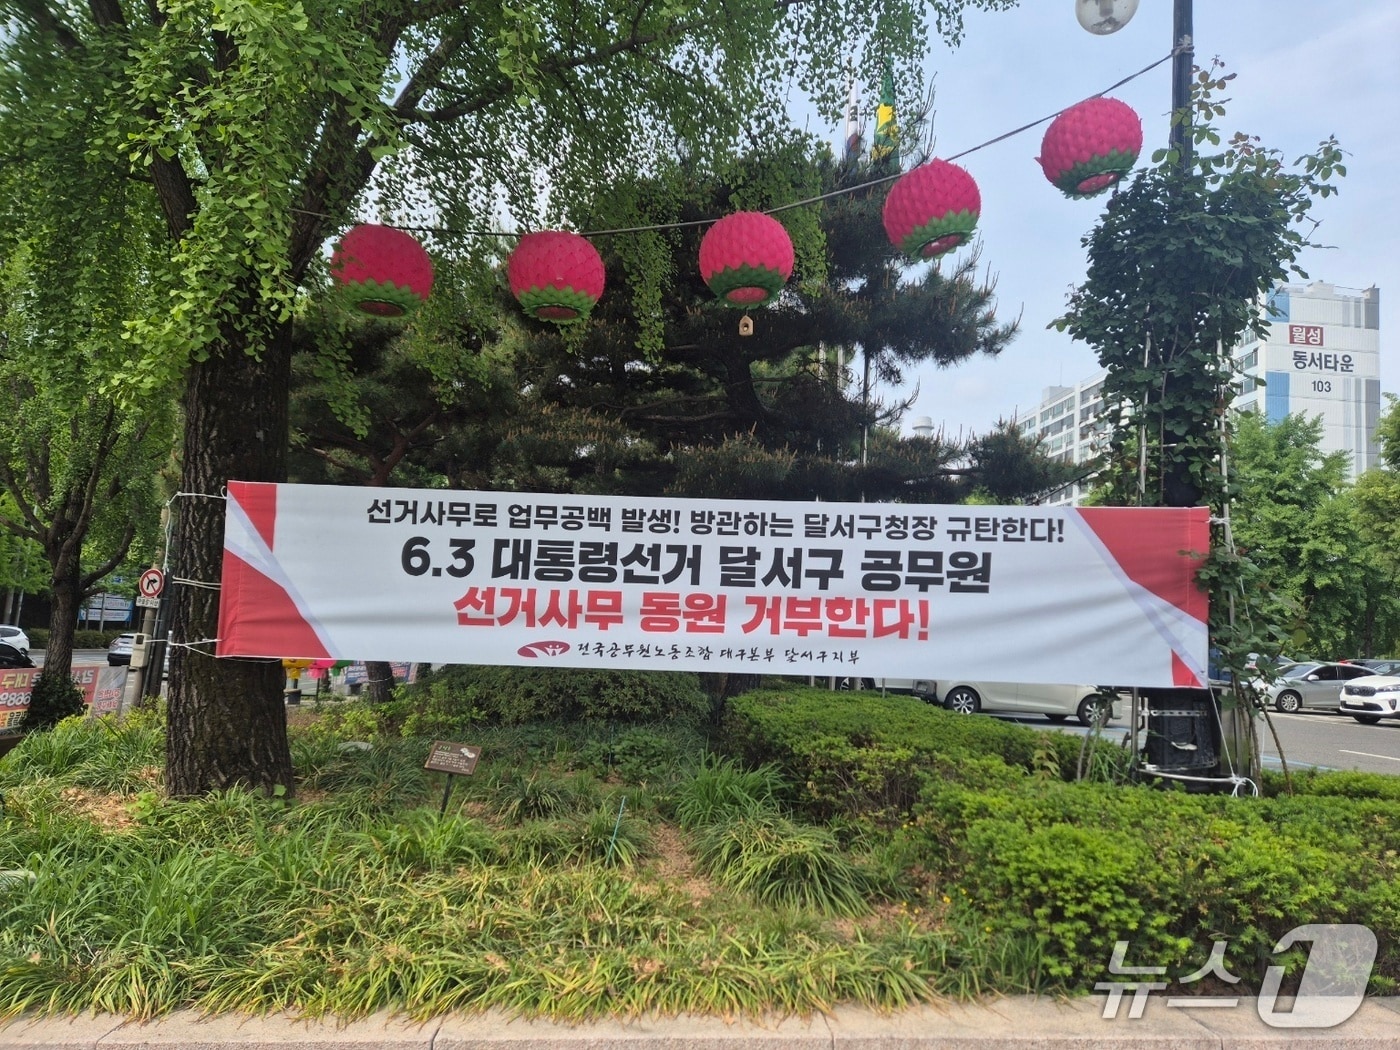 월성
동서타운
103
선거사무로 업무공백 발생! 방관하는 달서구청장 규탄한다!
6.3 대통령선거 달서구 공무원
선거사무 동원 거부한다!
전국공무원노동조합 대구본부 달서구지부
뉴스1